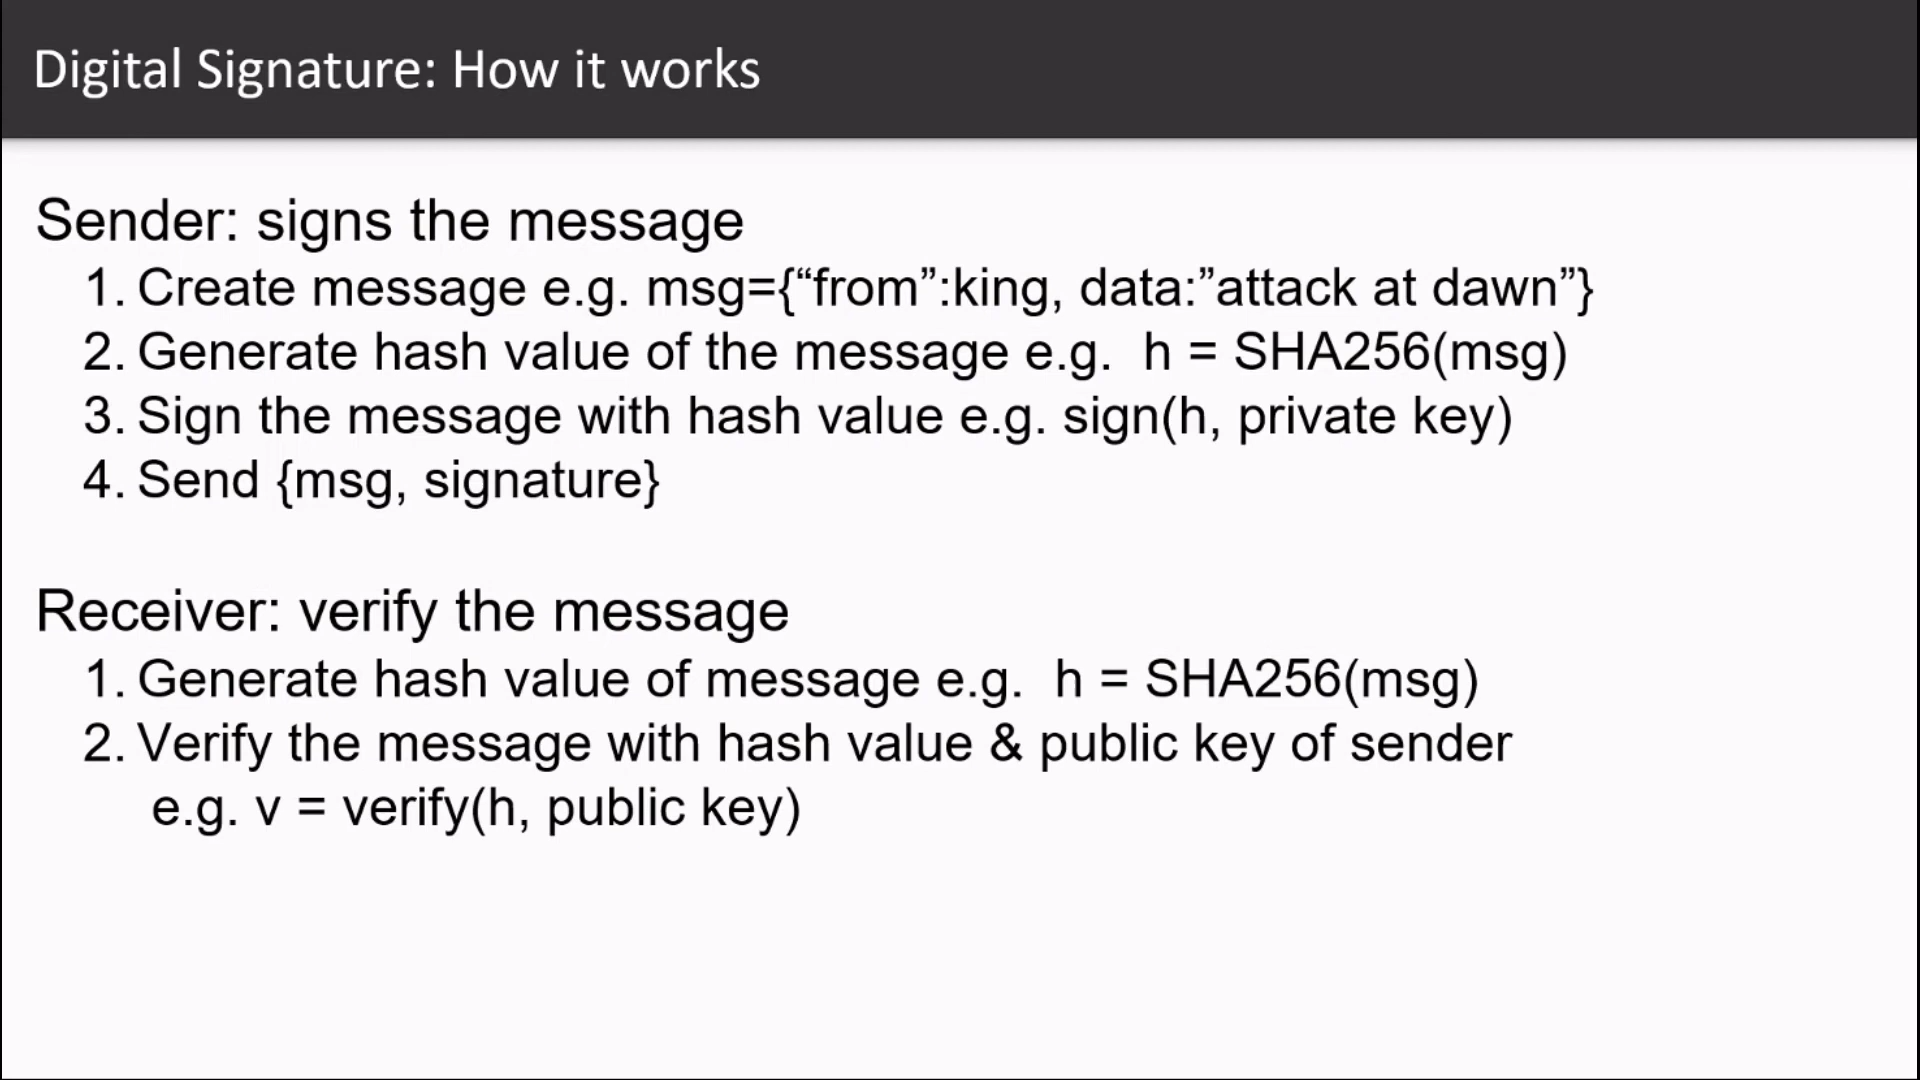 Digital Signature: How it works
Sender: signs the message
1. Create message e.g. msg={“from”:king, data:”attack at dawn”}
2. Generate hash value of the message e.g.  h = SHA256(msg)
3. Sign the message with hash value e.g. sign(h, private key)
4. Send {msg, signature}
Receiver: verify the message
1. Generate hash value of message e.g.  h = SHA256(msg)
2. Verify the message with hash value & public key of sender
e.g. v = verify(h, public key)